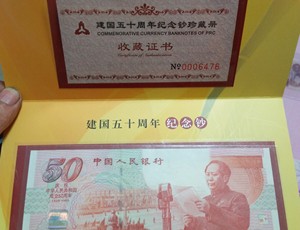 建国五十周年纪念钞珍藏册
COMMEMORATIVE CURRENCY BANKNOTES OF PRC
收藏证书
No0006476
建国五十周年 纪念钞
50
中国人民银行